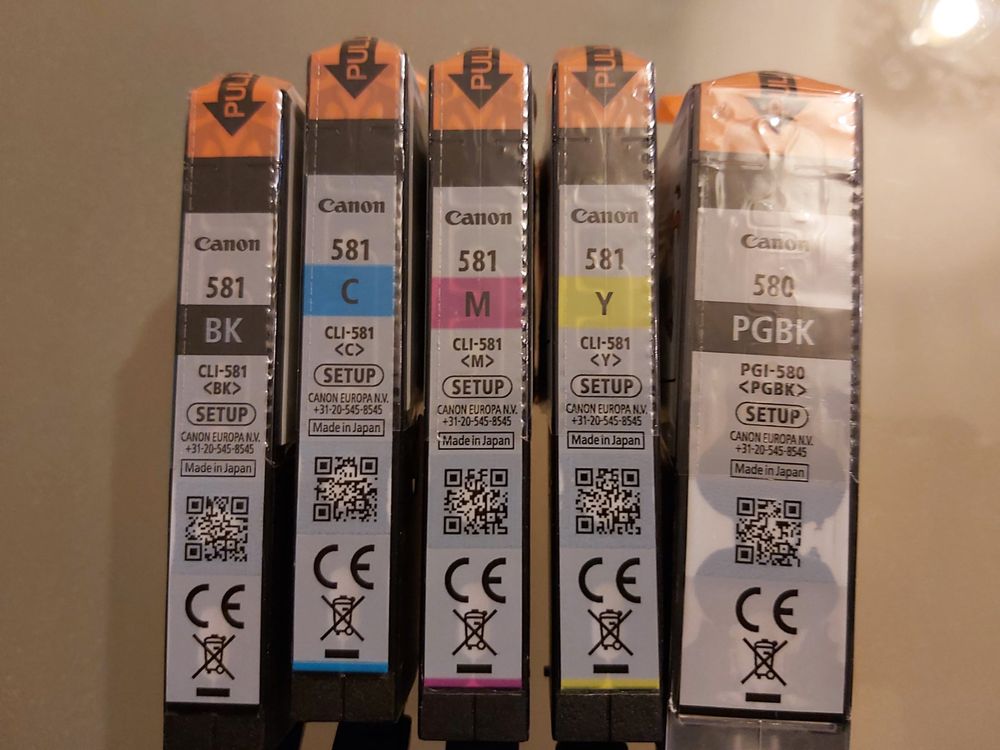 PULL
Canon
581
BK
CLI-581
<BK>
SETUP
CANON EUROPA N.V.
+31-20-545-8545
Made in Japan
CE
PULL
Canon
581
C
CLI-581
<C>
SETUP
CANON EUROPA N.V.
+31-20-545-8545
Made in Japan
CE
PULL
Canon
581
M
CLI-581
<M>
SETUP
CANON EUROPA N.V.
+31-20-545-8545
Made in Japan
CE
PULL
Canon
581
Y
CLI-581
<Y>
SETUP
CANON EUROPA N.V.
+31-20-545-8545
Made in Japan
CE
PULL
Canon
580
PGBK
PGI-580
<PGBK>
SETUP
CANON EUROPA N.V.
+31-20-545-8545
Made in Japan
CE